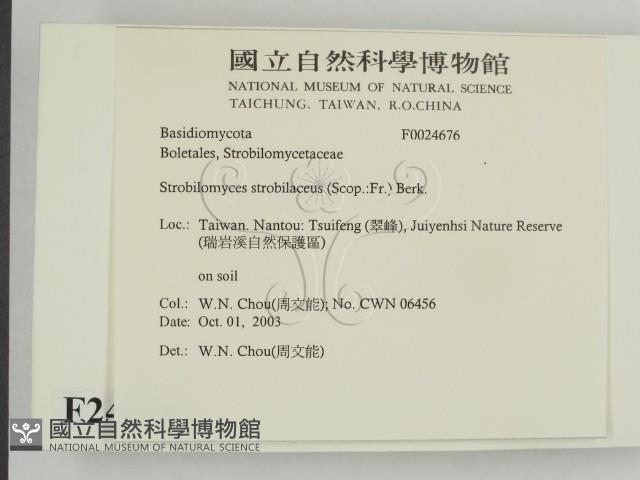 國立自然科學博物館
NATIONAL MUSEUM OF NATURAL SCIENCE
TAICHUNG, TAIWAN, R.O.CHINA
Basidiomycota F0024676
Boletales, Strobilomycetaceae
Strobilomyces strobilaceus (Scop.:Fr.) Berk.
Loc.: Taiwan. Nantou: Tsuifeng (翠峰), Juiyenhsi Nature Reserve
(瑞岩溪自然保護區)
on soil
Col.: W.N. Chou(周文能); No. CWN 06456
Date: Oct. 01, 2003
Det.: W.N. Chou(周文能)
F24
國立自然科學博物館
NATIONAL MUSEUM OF NATURAL SCIENCE